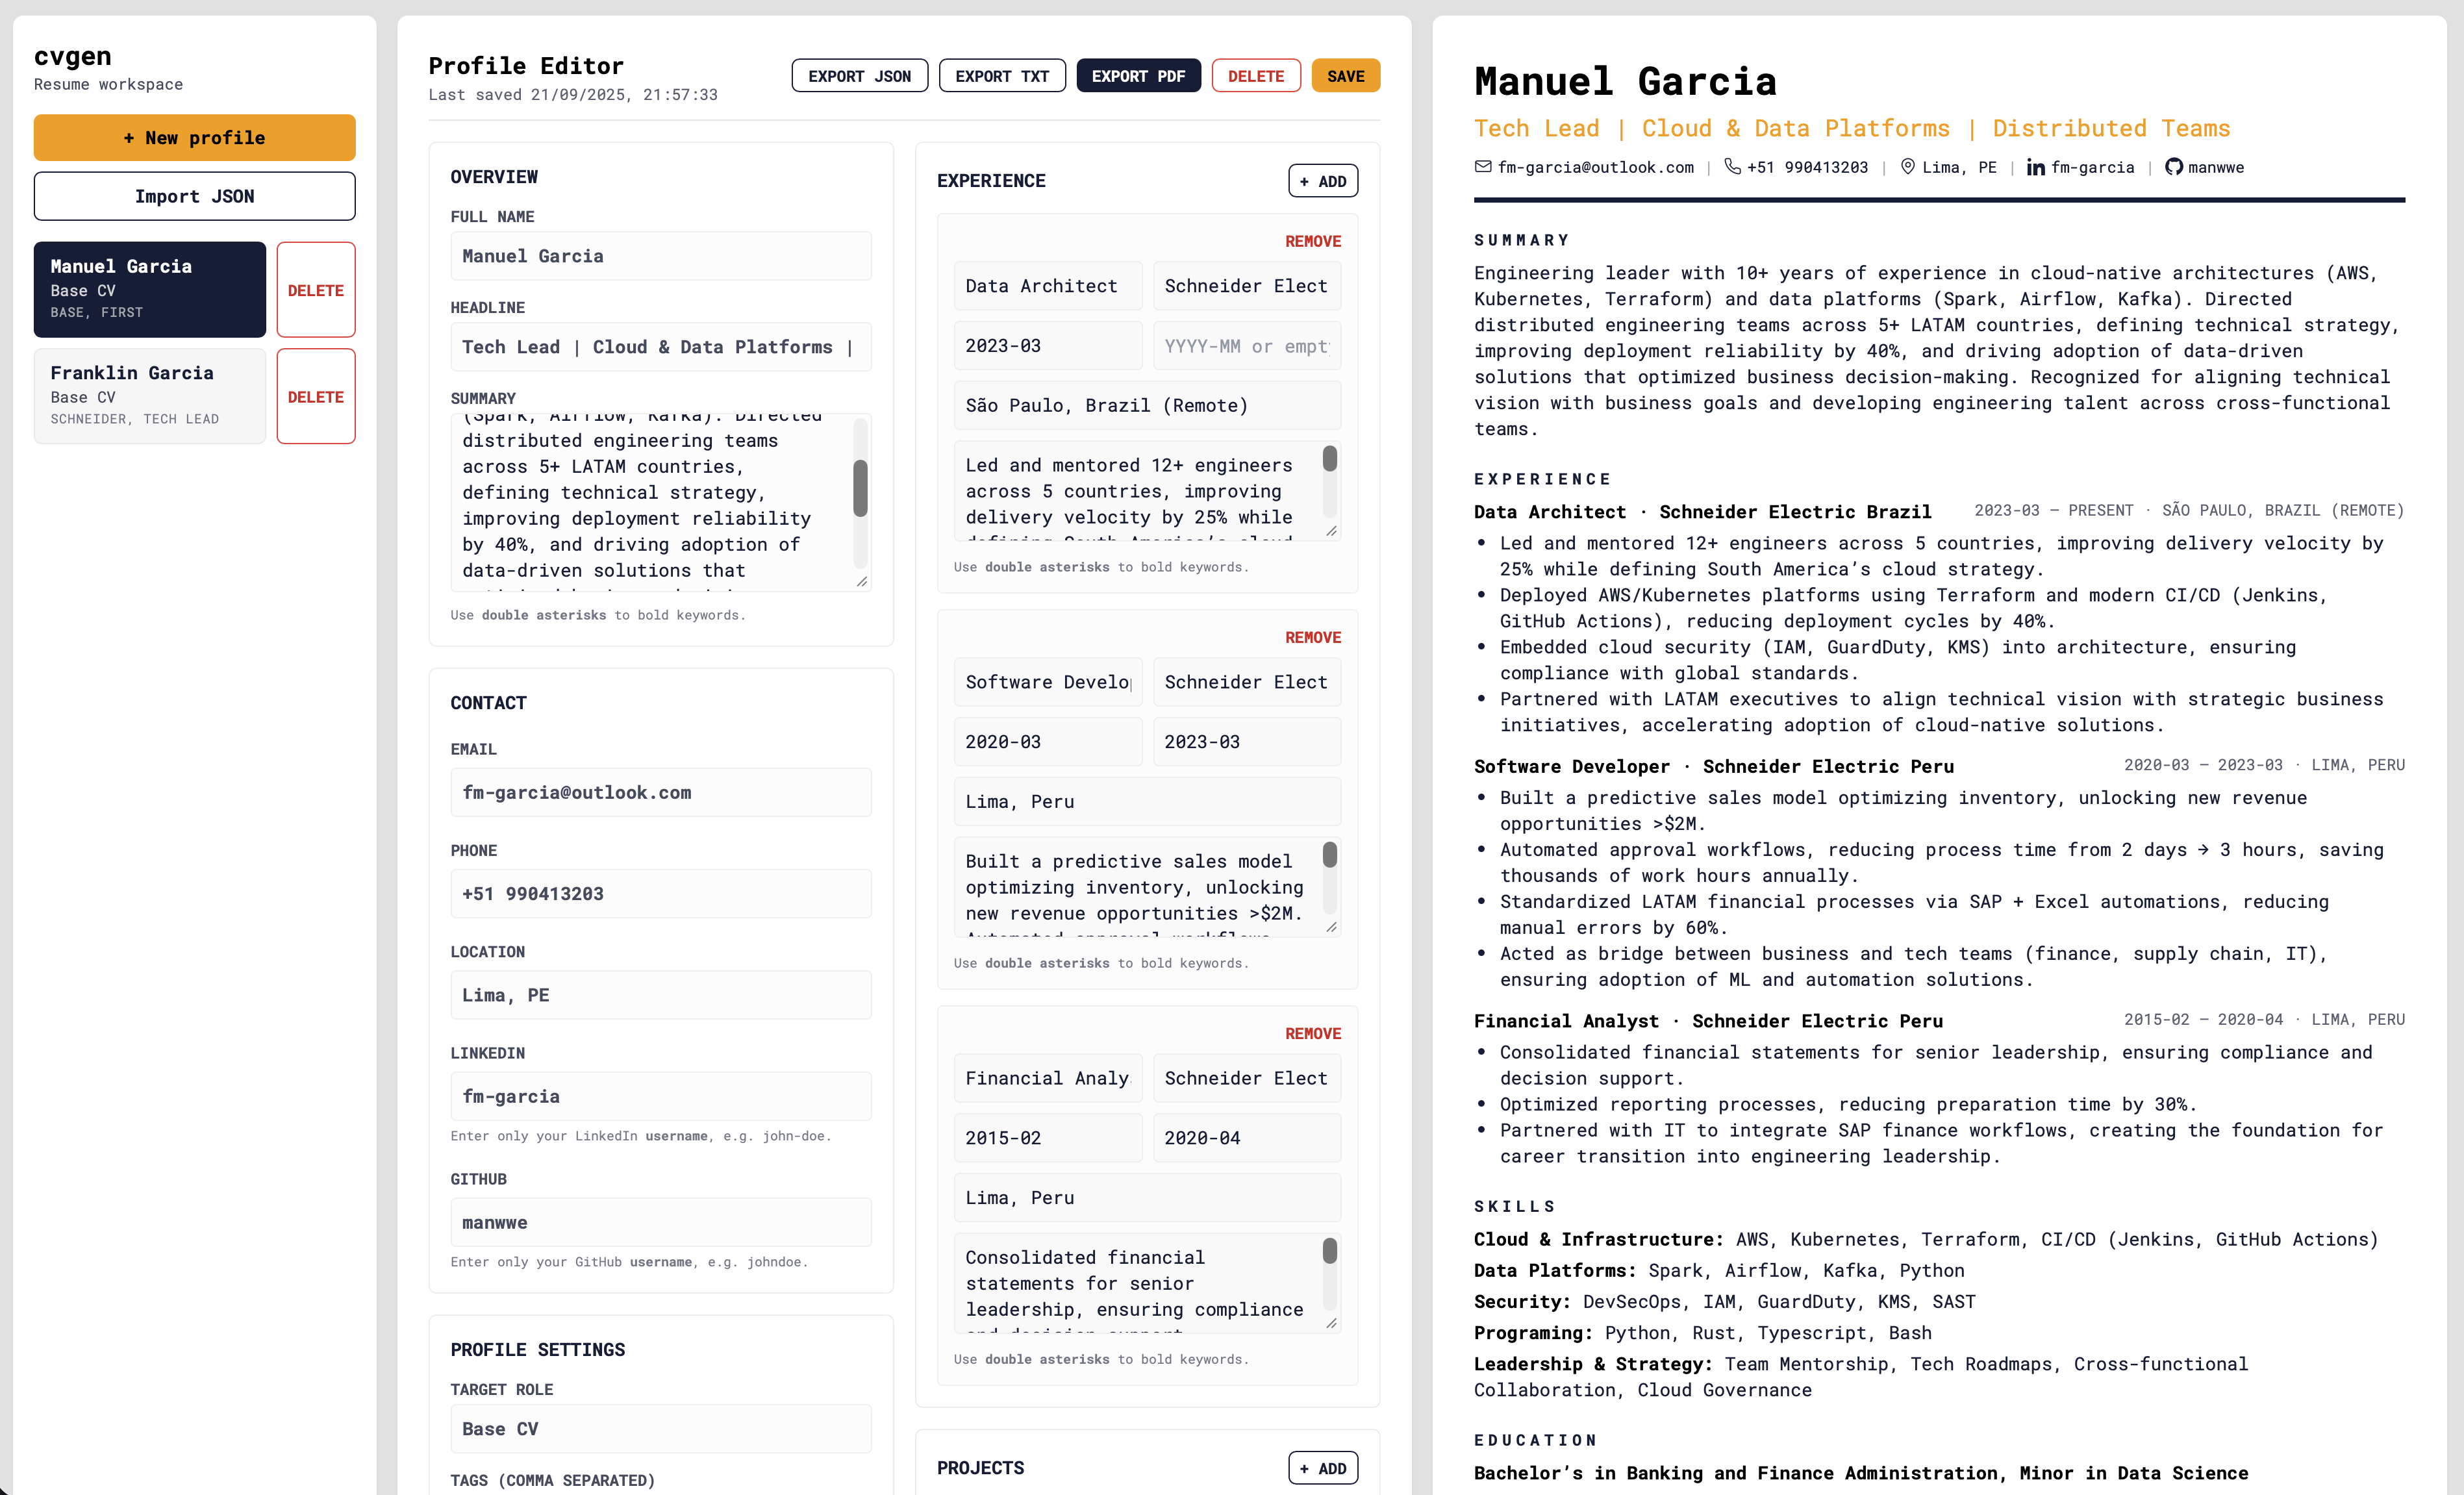 cvgen
Resume workspace
+ New profile
Import JSON
Manuel Garcia
Base CV
BASE, FIRST
DELETE
Franklin Garcia
Base CV
SCHNEIDER, TECH LEAD
DELETE
Profile Editor
Last saved 21/09/2025, 21:57:33
EXPORT JSON
EXPORT TXT
EXPORT PDF
DELETE
SAVE
OVERVIEW
FULL NAME
Manuel Garcia
HEADLINE
Tech Lead | Cloud & Data Platforms |
SUMMARY
(Spark, Airflow, Kafka). Directed
distributed engineering teams
across 5+ LATAM countries,
defining technical strategy,
improving deployment reliability
by 40%, and driving adoption of
data-driven solutions that
Use double asterisks to bold keywords.
CONTACT
EMAIL
fm-garcia@outlook.com
PHONE
+51 990413203
LOCATION
Lima, PE
LINKEDIN
fm-garcia
Enter only your LinkedIn username, e.g. john-doe.
GITHUB
manwwe
Enter only your GitHub username, e.g. johndoe.
PROFILE SETTINGS
TARGET ROLE
Base CV
TAGS (COMMA SEPARATED)
EXPERIENCE
+ ADD
REMOVE
Data Architect
Schneider Elect
2023-03
YYYY-MM or empt
São Paulo, Brazil (Remote)
Led and mentored 12+ engineers
across 5 countries, improving
delivery velocity by 25% while
defining South America's cloud
Use double asterisks to bold keywords.
REMOVE
Software Develo
Schneider Elect
2020-03
2023-03
Lima, Peru
Built a predictive sales model
optimizing inventory, unlocking
new revenue opportunities >$2M.
Automated approval workflows
Use double asterisks to bold keywords.
REMOVE
Financial Analy
Schneider Elect
2015-02
2020-04
Lima, Peru
Consolidated financial
statements for senior
leadership, ensuring compliance
and decision support
Use double asterisks to bold keywords.
PROJECTS
+ ADD
Manuel Garcia
Tech Lead | Cloud & Data Platforms | Distributed Teams
fm-garcia@outlook.com | +51 990413203 | Lima, PE | fm-garcia | manwwe
SUMMARY
Engineering leader with 10+ years of experience in cloud-native architectures (AWS,
Kubernetes, Terraform) and data platforms (Spark, Airflow, Kafka). Directed
distributed engineering teams across 5+ LATAM countries, defining technical strategy,
improving deployment reliability by 40%, and driving adoption of data-driven
solutions that optimized business decision-making. Recognized for aligning technical
vision with business goals and developing engineering talent across cross-functional
teams.
EXPERIENCE
Data Architect · Schneider Electric Brazil 2023-03 — PRESENT · SÃO PAULO, BRAZIL (REMOTE)
• Led and mentored 12+ engineers across 5 countries, improving delivery velocity by
25% while defining South America’s cloud strategy.
• Deployed AWS/Kubernetes platforms using Terraform and modern CI/CD (Jenkins,
GitHub Actions), reducing deployment cycles by 40%.
• Embedded cloud security (IAM, GuardDuty, KMS) into architecture, ensuring
compliance with global standards.
• Partnered with LATAM executives to align technical vision with strategic business
initiatives, accelerating adoption of cloud-native solutions.
Software Developer · Schneider Electric Peru 2020-03 — 2023-03 · LIMA, PERU
• Built a predictive sales model optimizing inventory, unlocking new revenue
opportunities >$2M.
• Automated approval workflows, reducing process time from 2 days → 3 hours, saving
thousands of work hours annually.
• Standardized LATAM financial processes via SAP + Excel automations, reducing
manual errors by 60%.
• Acted as bridge between business and tech teams (finance, supply chain, IT),
ensuring adoption of ML and automation solutions.
Financial Analyst · Schneider Electric Peru 2015-02 — 2020-04 · LIMA, PERU
• Consolidated financial statements for senior leadership, ensuring compliance and
decision support.
• Optimized reporting processes, reducing preparation time by 30%.
• Partnered with IT to integrate SAP finance workflows, creating the foundation for
career transition into engineering leadership.
SKILLS
Cloud & Infrastructure: AWS, Kubernetes, Terraform, CI/CD (Jenkins, GitHub Actions)
Data Platforms: Spark, Airflow, Kafka, Python
Security: DevSecOps, IAM, GuardDuty, KMS, SAST
Programing: Python, Rust, Typescript, Bash
Leadership & Strategy: Team Mentorship, Tech Roadmaps, Cross-functional
Collaboration, Cloud Governance
EDUCATION
Bachelor’s in Banking and Finance Administration, Minor in Data Science